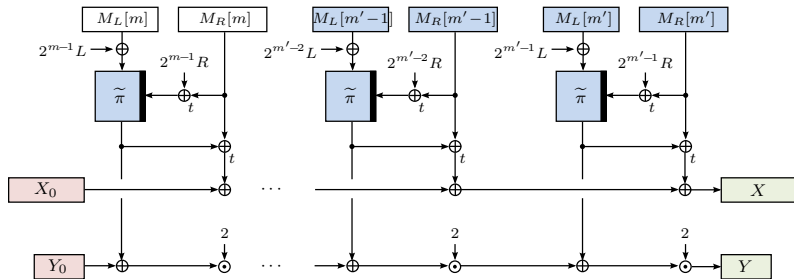 M_L[m] M_R[m] M_L[m′−1] M_R[m′−1] M_L[m′] M_R[m′]
2^{m−1}L 2^{m′−2}L 2^{m′−1}L
2^{m−1}R 2^{m′−2}R 2^{m′−1}R
π̃ π̃ π̃
t t t
t t t
X_0 ··· X
2 2 2
Y_0 ··· Y